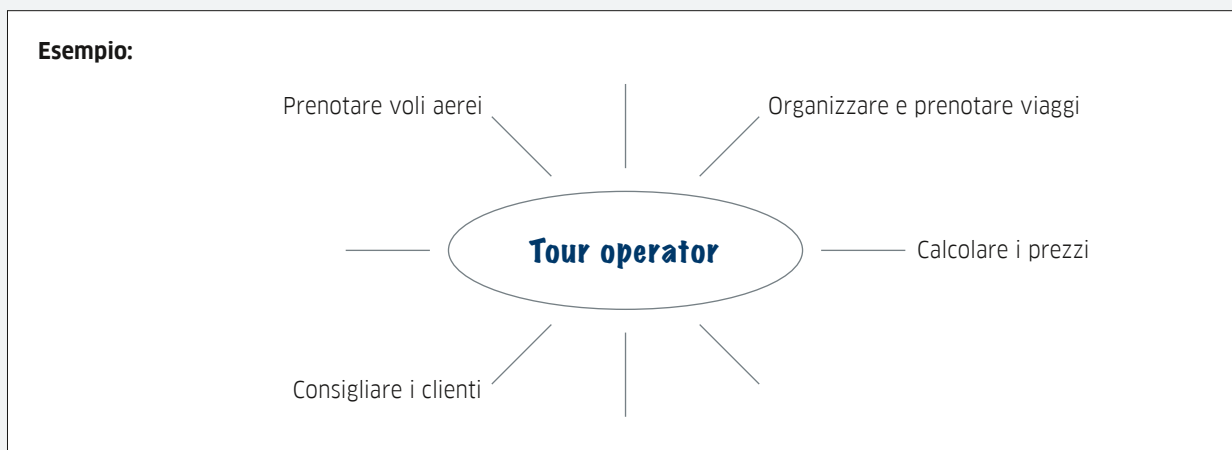 Esempio:
Prenotare voli aerei
Organizzare e prenotare viaggi
Tour operator
Calcolare i prezzi
Consigliare i clienti